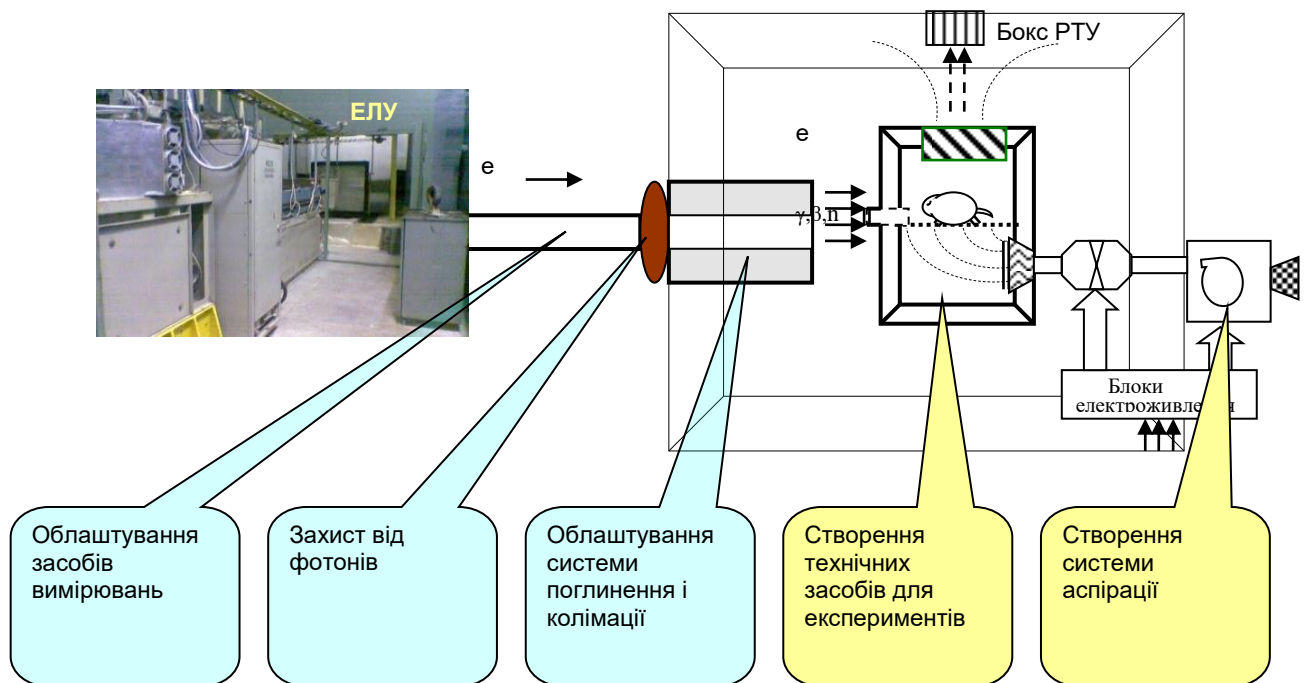 Бокс РТУ
ЕЛУ
е
е
γ,β,n
Блоки
електроживлення
Облаштування
засобів
вимірювань
Захист від
фотонів
Облаштування
системи
поглинення і
колімації
Створення
технічних
засобів для
експериментів
Створення
системи
аспірації